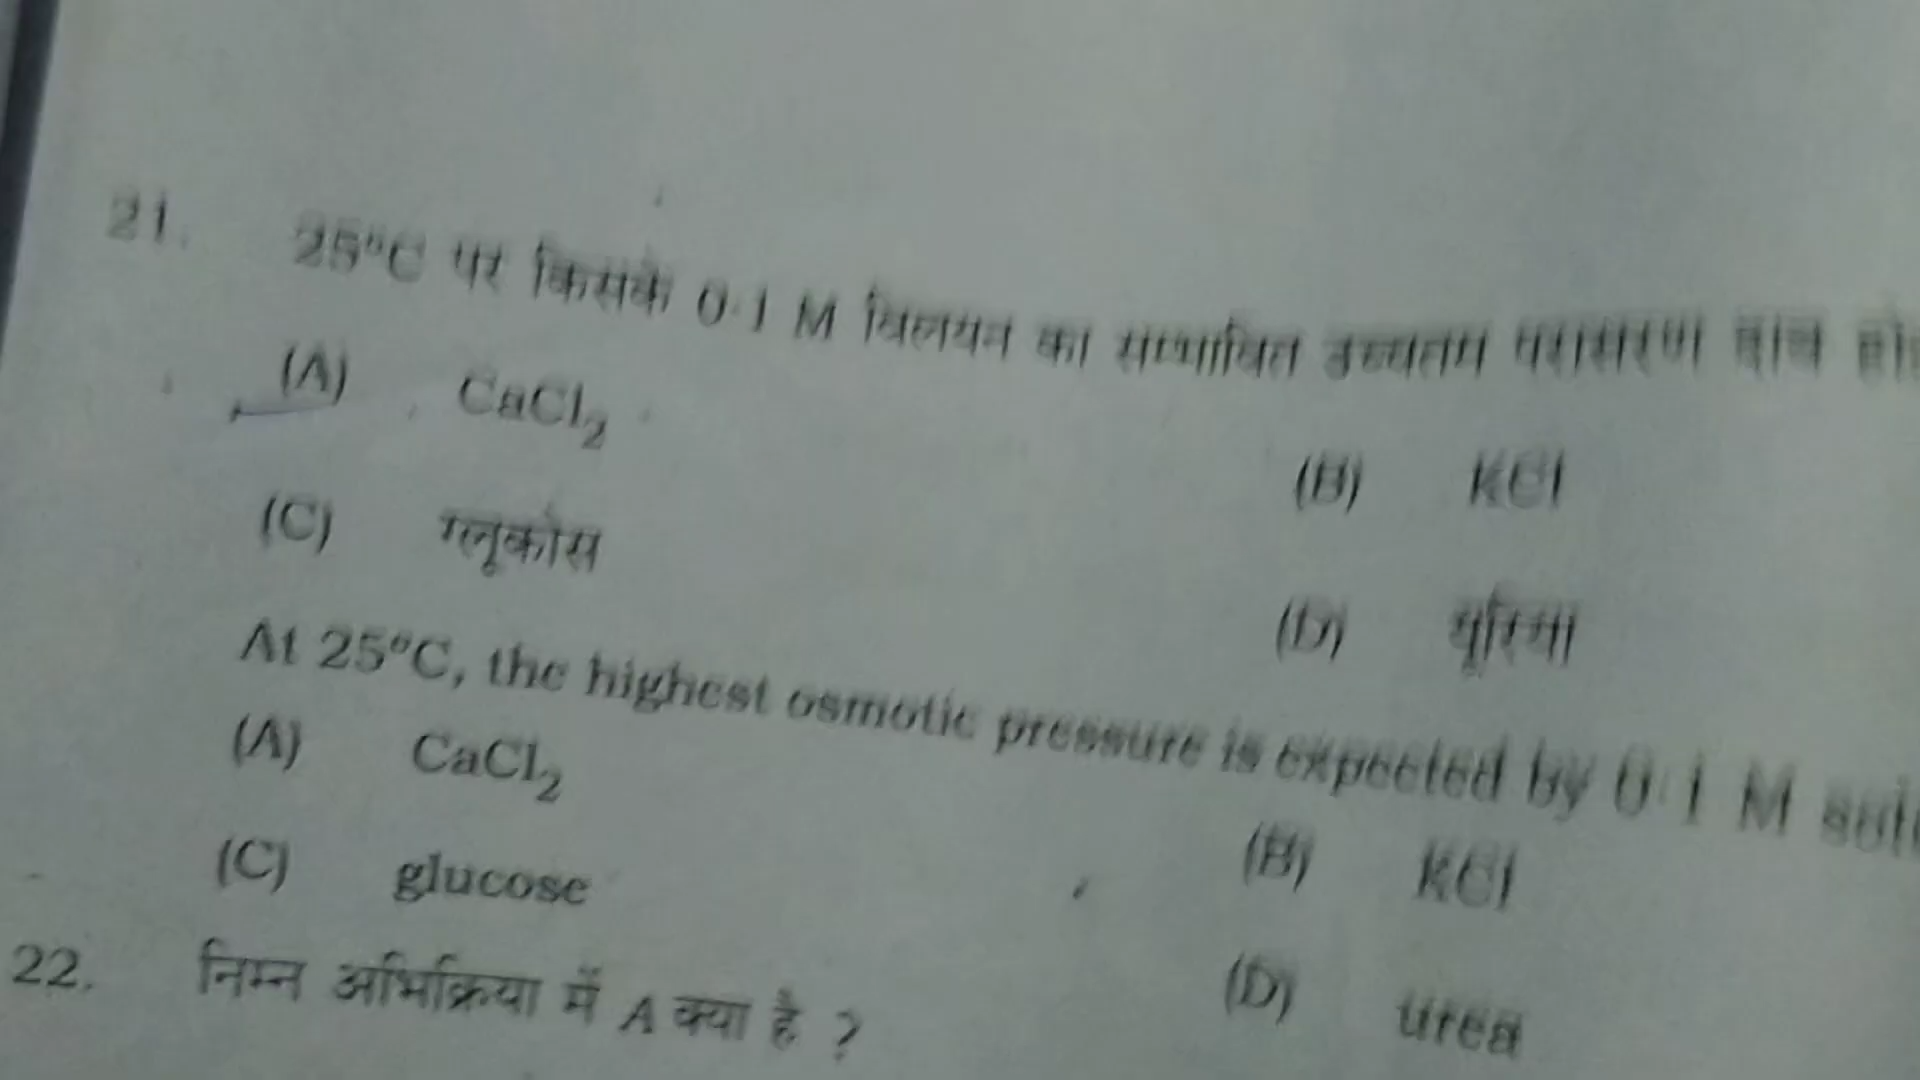 21. 25°C पर किसके 0·1 M विलयन का सम्भावित उच्चतम परासरण दाब
(A) CaCl₂ (B) KCl
(C) ग्लूकोस (D) यूरिया
At 25°C, the highest osmotic pressure is expected by 0·1 M
(A) CaCl₂ (B) KCl
(C) glucose (D) urea
22. निम्न अभिक्रिया में A क्या है ?